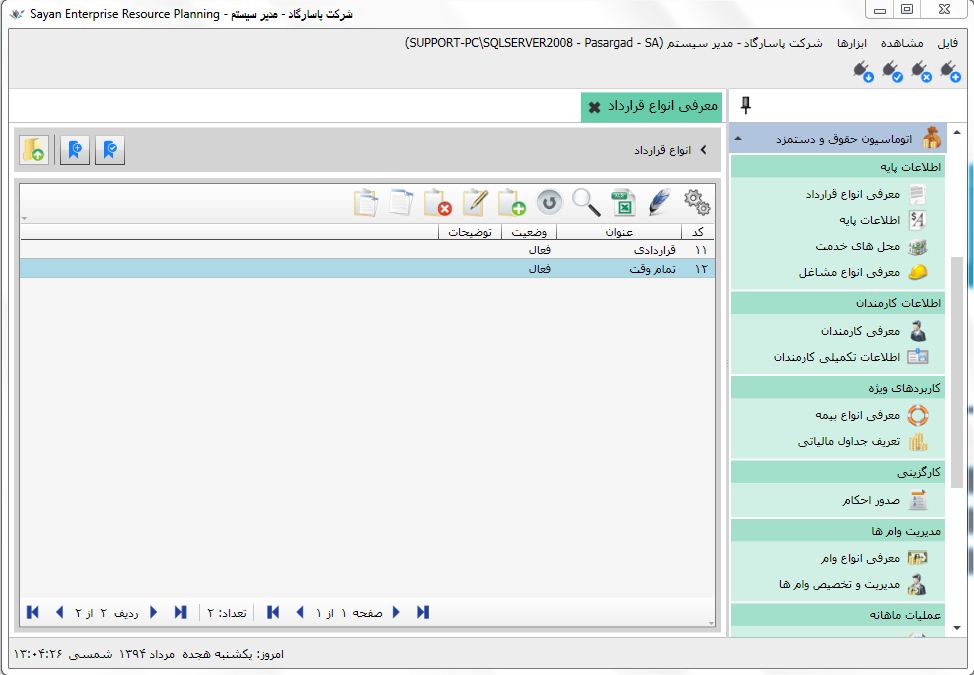 Sayan Enterprise Resource Planning - شرکت پاسارگاد - مدیر سیستم
فایل مشاهده ابزارها شرکت پاسارگاد - مدیر سیستم (SUPPORT-PC\SQLSERVER2008 - Pasargad - SA)
معرفی انواع قرارداد
انواع قرارداد
کد عنوان وضعیت توضیحات
۱۱ قراردادی فعال
۱۲ تمام وقت فعال
صفحه ۱ از ۱ تعداد: ۲ ردیف ۲ از ۲
اتوماسیون حقوق و دستمزد
اطلاعات پایه
معرفی انواع قرارداد
اطلاعات پایه
محل های خدمت
معرفی انواع مشاغل
اطلاعات کارمندان
معرفی کارمندان
اطلاعات تکمیلی کارمندان
کاربردهای ویژه
معرفی انواع بیمه
تعریف جداول مالیاتی
کارگزینی
صدور احکام
مدیریت وام ها
معرفی انواع وام
مدیریت و تخصیص وام ها
عملیات ماهانه
امروز: یکشنبه هجده مرداد ۱۳۹۴ شمسی ۱۳:۰۴:۲۶